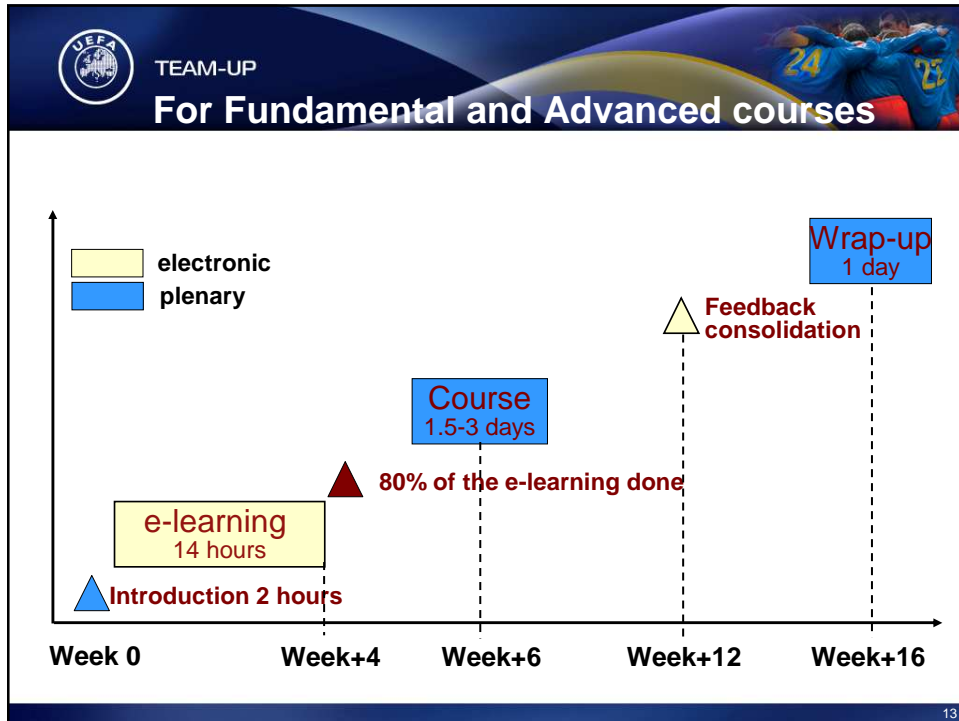 UEFA
TEAM-UP
24
22
For Fundamental and Advanced courses
electronic
plenary
Wrap-up
1 day
Feedback
consolidation
Course
1.5-3 days
80% of the e-learning done
e-learning
14 hours
Introduction 2 hours
Week 0
Week+4
Week+6
Week+12
Week+16
13